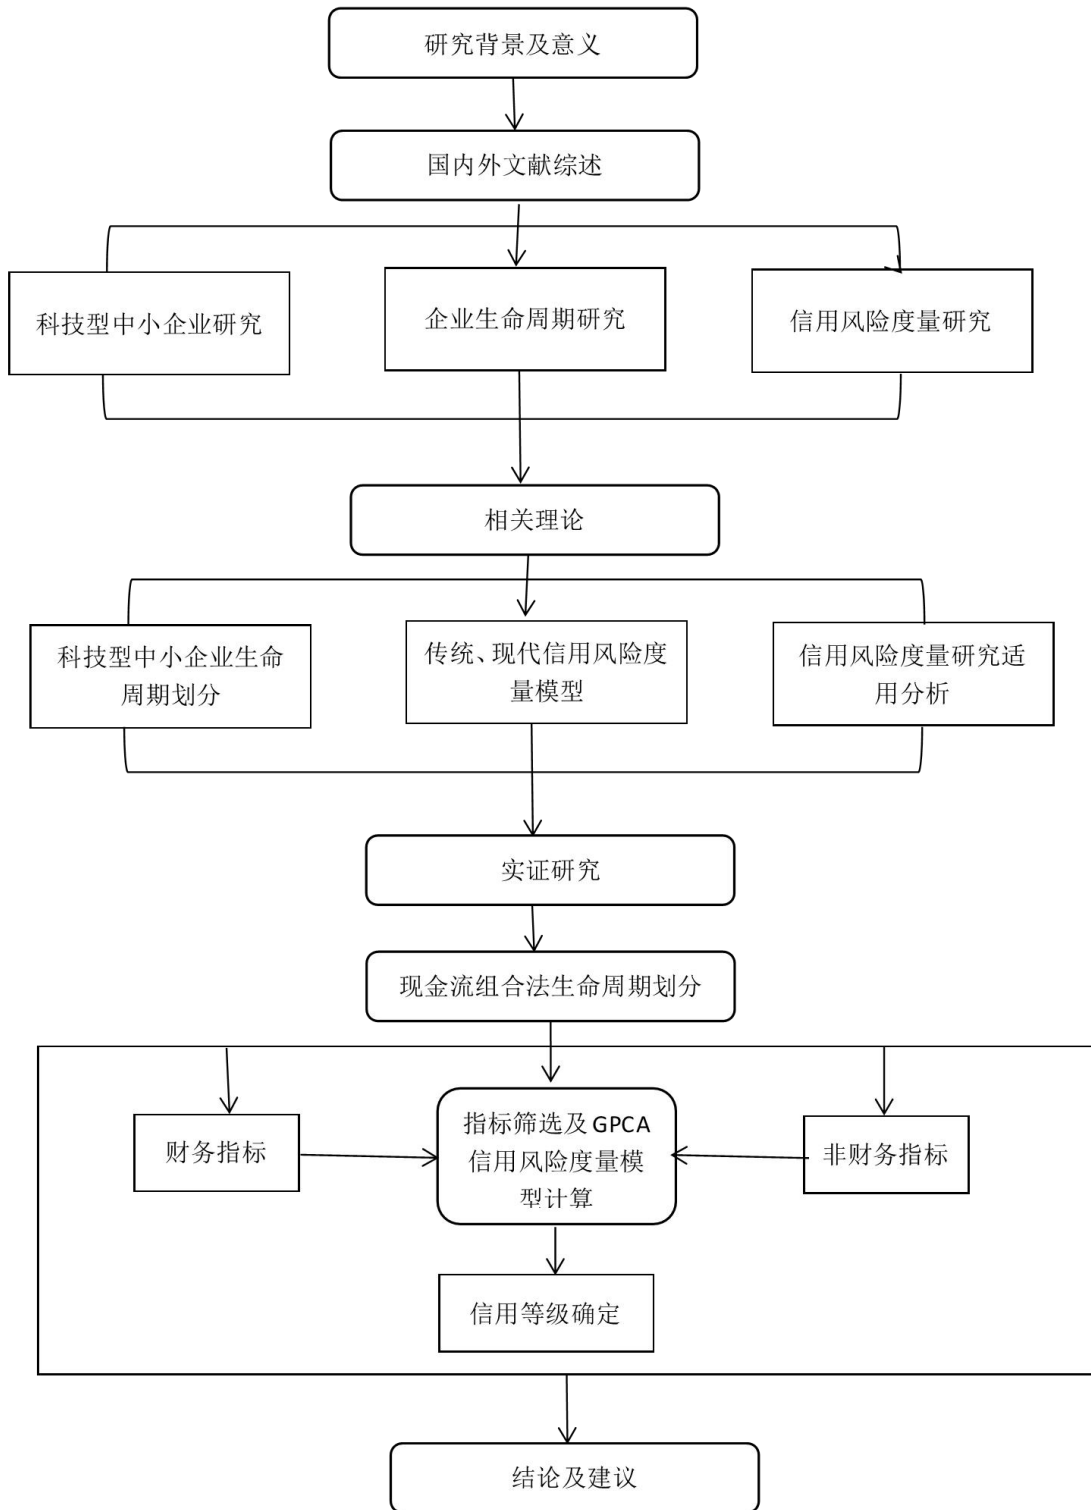 研究背景及意义
国内外文献综述
科技型中小企业研究
企业生命周期研究
信用风险度量研究
相关理论
科技型中小企业生命
周期划分
传统、现代信用风险度
量模型
信用风险度量研究适
用分析
实证研究
现金流组合法生命周期划分
财务指标
指标筛选及GPCA
信用风险度量模
型计算
非财务指标
信用等级确定
结论及建议